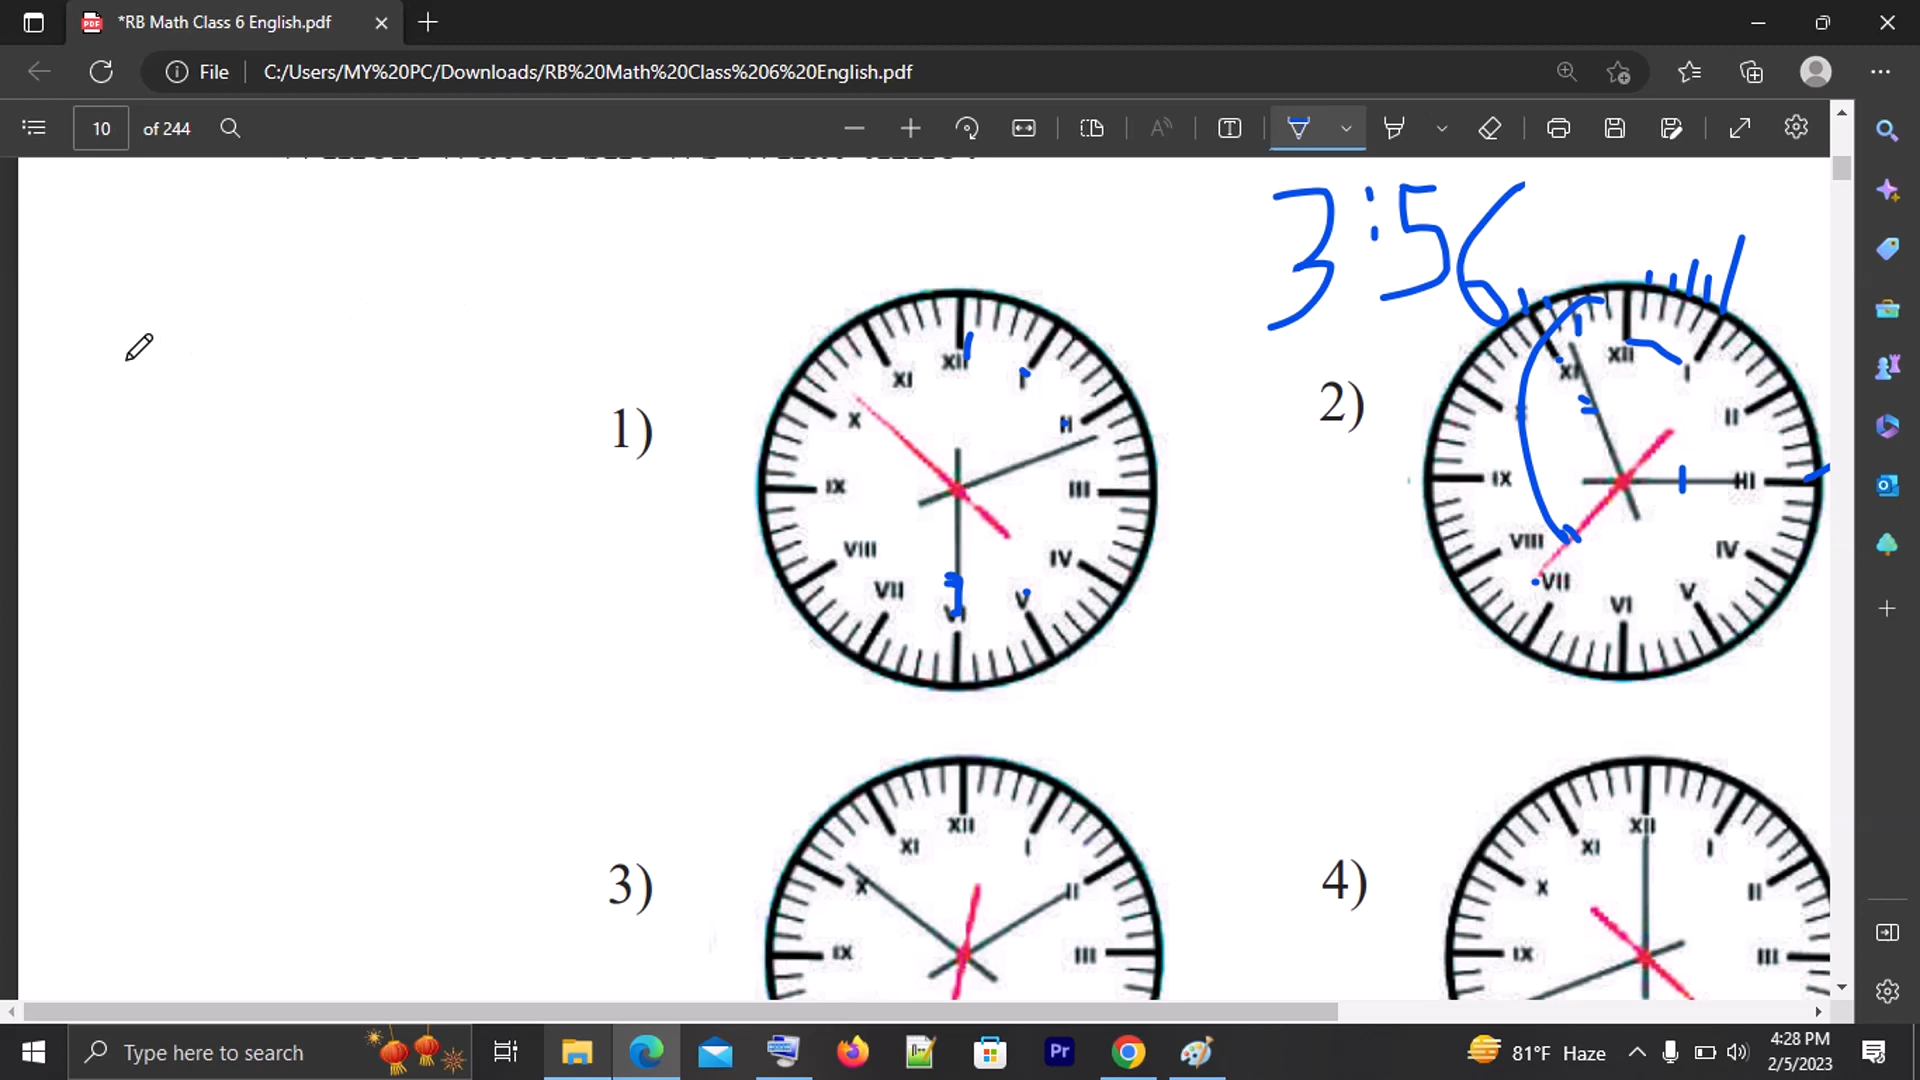 *RB Math Class 6 English.pdf
File C:/Users/MY%20PC/Downloads/RB%20Math%20Class%206%20English.pdf
10 of 244
3:56
1)
XII
I
II
III
IV
V
VI
VII
VIII
IX
X
XI
2)
XII
I
II
III
IV
V
VI
VII
VIII
IX
XI
3)
XII
I
II
III
IX
X
XI
4)
XII
I
II
III
IX
X
XI
Type here to search
Pr
81°F Haze
4:28 PM
2/5/2023